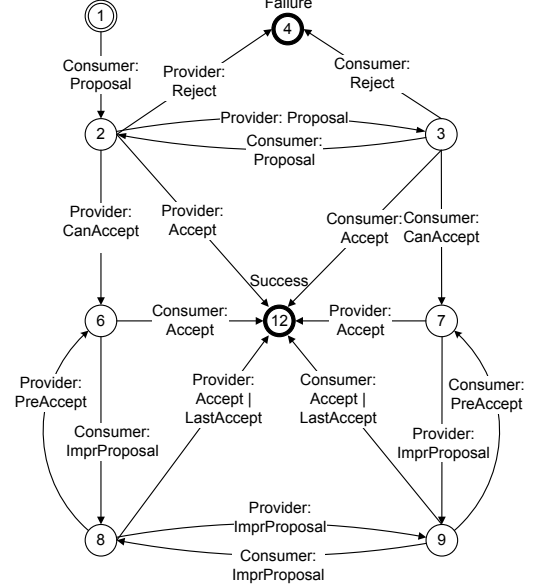 Failure
1
4
Consumer:
Proposal
Provider:
Reject
Consumer:
Reject
Provider: Proposal
2
3
Consumer:
Proposal
Provider:
CanAccept
Provider:
Accept
Consumer:
Accept
Consumer:
CanAccept
Success
6
Consumer:
Accept
12
Provider:
Accept
7
Provider:
PreAccept
Consumer:
ImprProposal
Provider:
Accept |
LastAccept
Consumer:
Accept |
LastAccept
Provider:
ImprProposal
Consumer:
PreAccept
Provider:
ImprProposal
8
9
Consumer:
ImprProposal